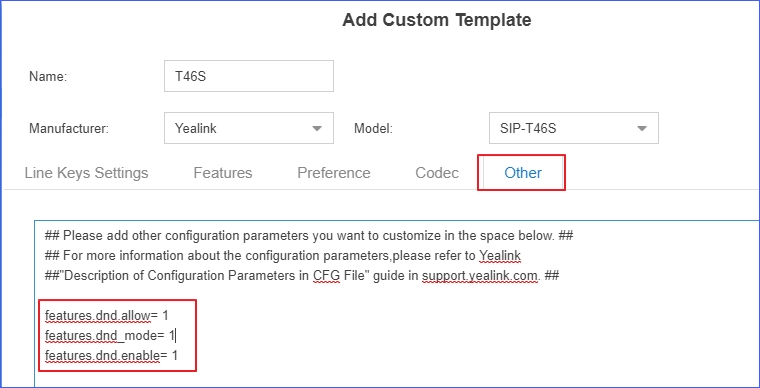 Add Custom Template
Name: T46S
Manufacturer: Yealink Model: SIP-T46S
Line Keys Settings Features Preference Codec Other
## Please add other configuration parameters you want to customize in the space below. ##
## For more information about the configuration parameters,please refer to Yealink
##"Description of Configuration Parameters in CFG File" guide in support.yealink.com. ##
features.dnd.allow= 1
features.dnd_mode= 1
features.dnd.enable= 1